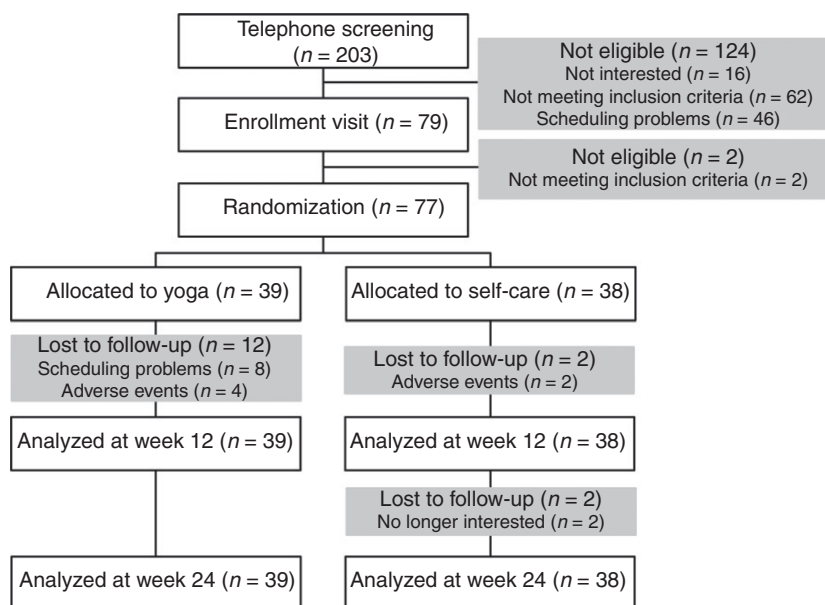 Telephone screening
(n = 203)
Not eligible (n = 124)
Not interested (n = 16)
Not meeting inclusion criteria (n = 62)
Scheduling problems (n = 46)
Enrollment visit (n = 79)
Not eligible (n = 2)
Not meeting inclusion criteria (n = 2)
Randomization (n = 77)
Allocated to yoga (n = 39)
Allocated to self-care (n = 38)
Lost to follow-up (n = 12)
Scheduling problems (n = 8)
Adverse events (n = 4)
Lost to follow-up (n = 2)
Adverse events (n = 2)
Analyzed at week 12 (n = 39)
Analyzed at week 12 (n = 38)
Lost to follow-up (n = 2)
No longer interested (n = 2)
Analyzed at week 24 (n = 39)
Analyzed at week 24 (n = 38)